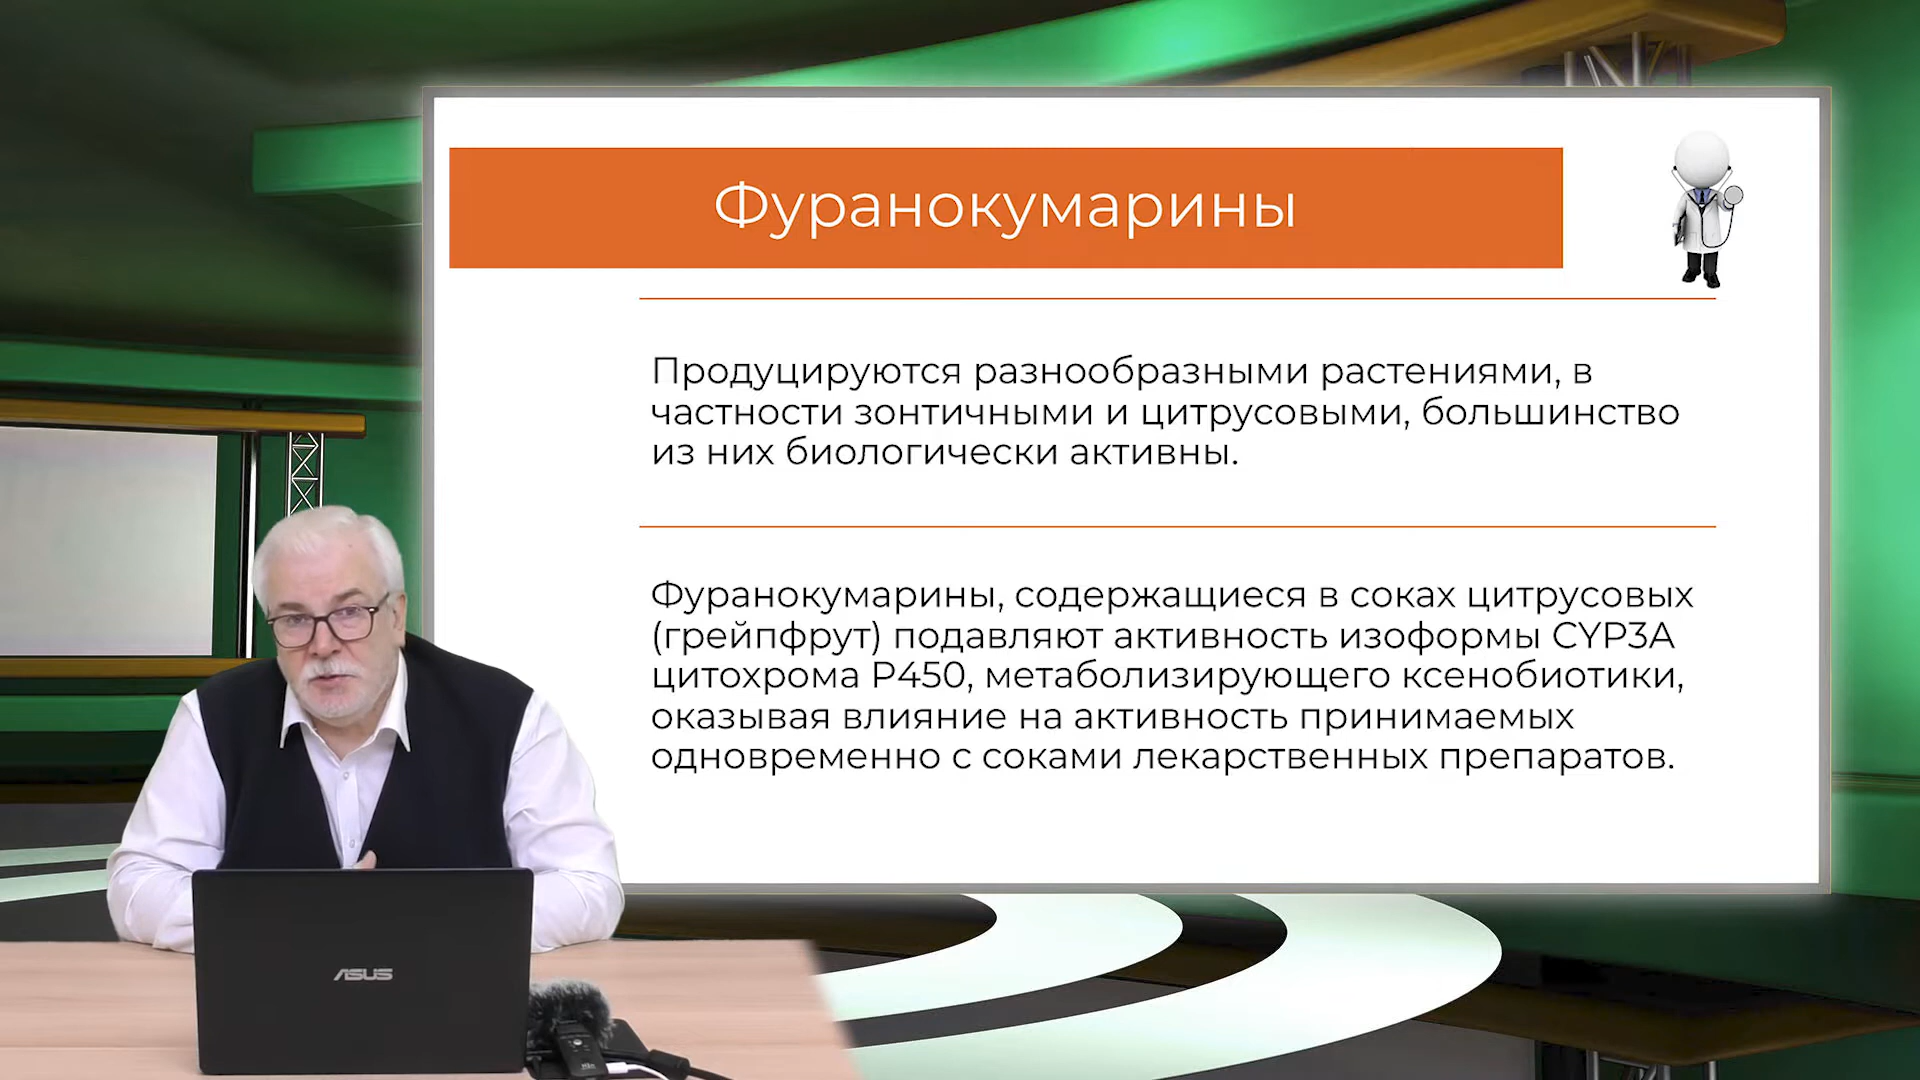 Фуранокумарины
Продуцируются разнообразными растениями, в
частности зонтичными и цитрусовыми, большинство
из них биологически активны.
Фуранокумарины, содержащиеся в соках цитрусовых
(грейпфрут) подавляют активность изоформы CYP3A
цитохрома P450, метаболизирующего ксенобиотики,
оказывая влияние на активность принимаемых
одновременно с соками лекарственных препаратов.
ASUS